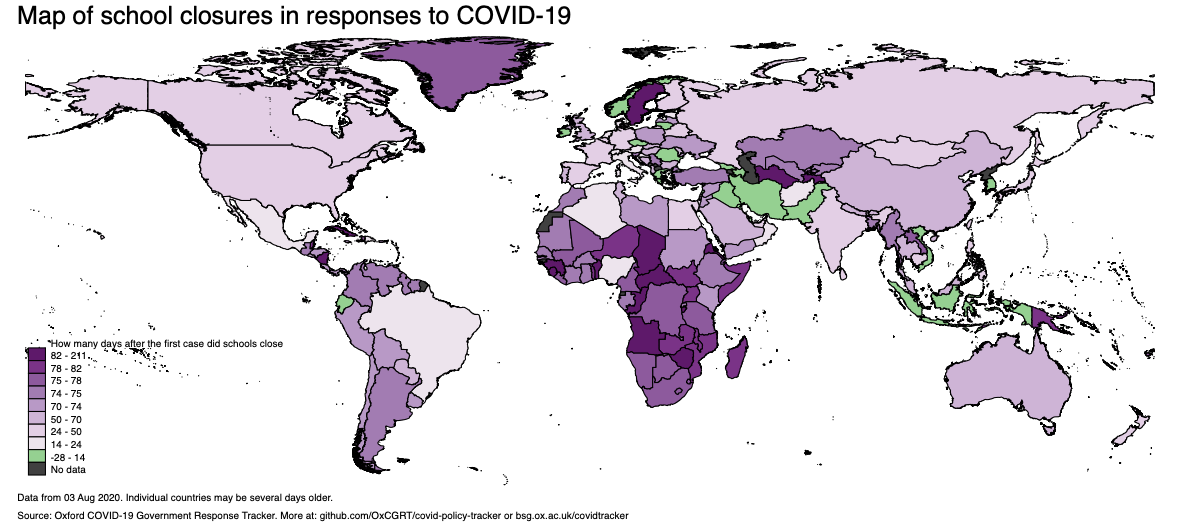 Map of school closures in responses to COVID-19
*How many days after the first case did schools close
82 - 211
78 - 82
75 - 78
74 - 75
70 - 74
50 - 70
24 - 50
14 - 24
-28 - 14
No data
Data from 03 Aug 2020. Individual countries may be several days older.
Source: Oxford COVID-19 Government Response Tracker. More at: github.com/OxCGRT/covid-policy-tracker or bsg.ox.ac.uk/covidtracker